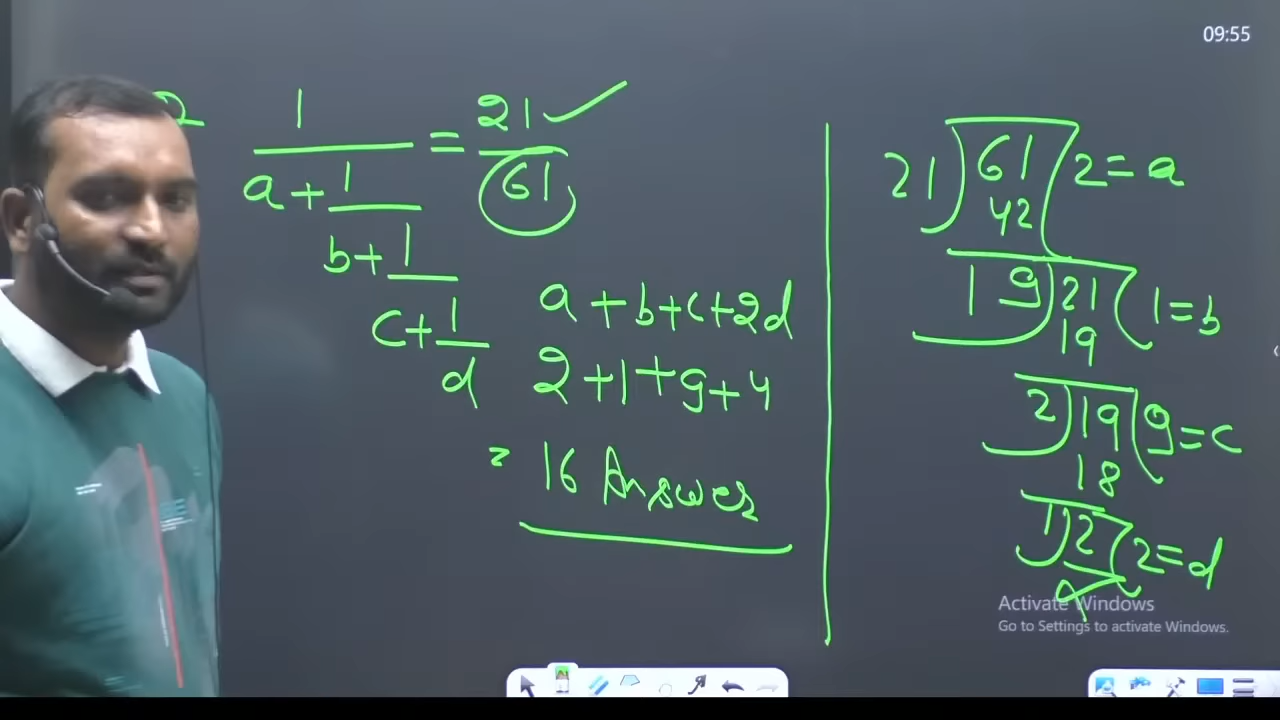 09:55
2
1
a + 1
b + 1
c + 1
d
= 21
61
a + b + c + 2d
2 + 1 + 9 + 4
= 16 Answer
21 ) 61 ( 2 = a
42
19 ) 21 ( 1 = b
19
2 ) 19 ( 9 = c
18
1 ) 2 ( 2 = d
Activate Windows
Go to Settings to activate Windows.